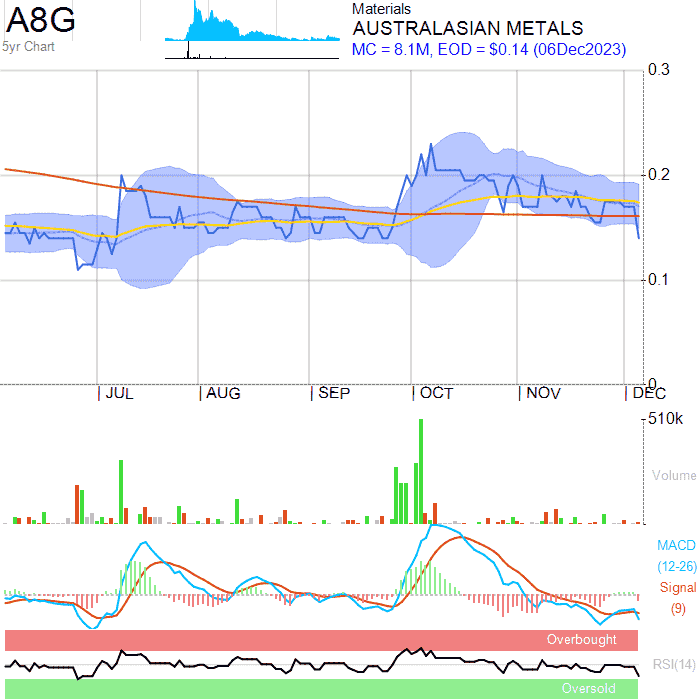 A8G
5yr Chart
Materials
AUSTRALASIAN METALS
MC = 8.1M, EOD = $0.14 (06Dec2023)
0.3
0.2
0.1
0
JUL AUG SEP OCT NOV DEC
510k
Volume
MACD
(12-26)
Signal
(9)
Overbought
RSI(14)
Oversold